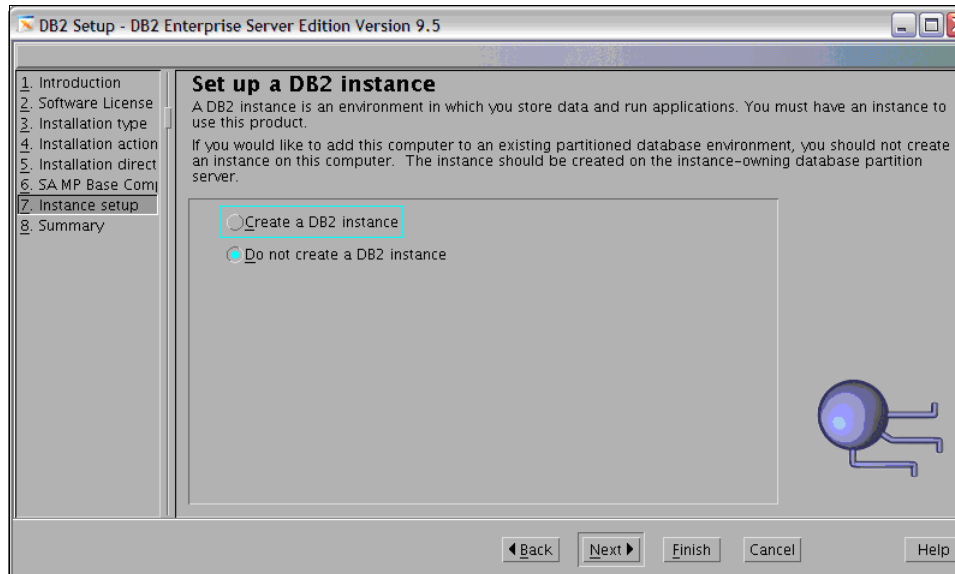 DB2 Setup - DB2 Enterprise Server Edition Version 9.5
1. Introduction
2. Software License
3. Installation type
4. Installation action
5. Installation direct
6. SA MP Base Comp
7. Instance setup
8. Summary
Set up a DB2 instance
A DB2 instance is an environment in which you store data and run applications. You must have an instance to
use this product.
If you would like to add this computer to an existing partitioned database environment, you should not create
an instance on this computer.  The instance should be created on the instance-owning database partition
server.
Create a DB2 instance
Do not create a DB2 instance
Back
Next
Finish
Cancel
Help